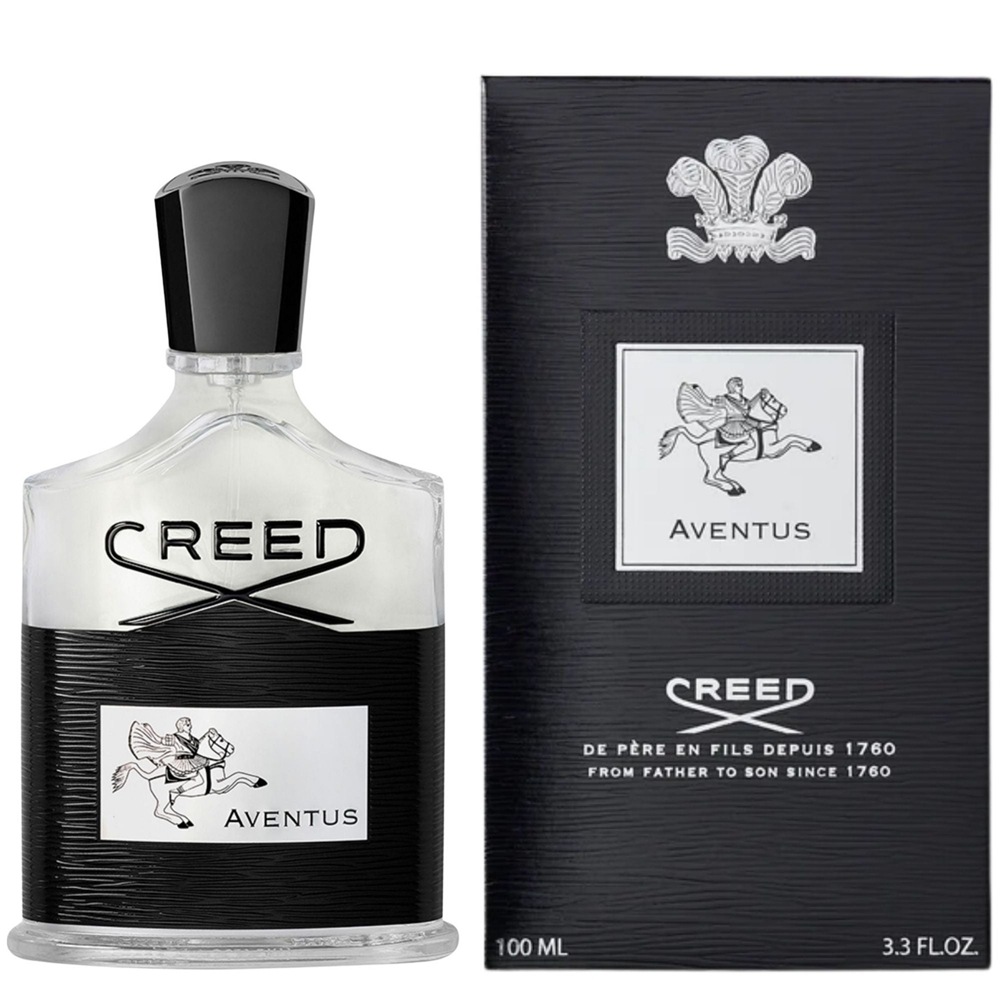 CREED
AVENTUS
AVENTUS
CREED
DE PÈRE EN FILS DEPUIS 1760
FROM FATHER TO SON SINCE 1760
100 ML
3.3 FL.OZ.